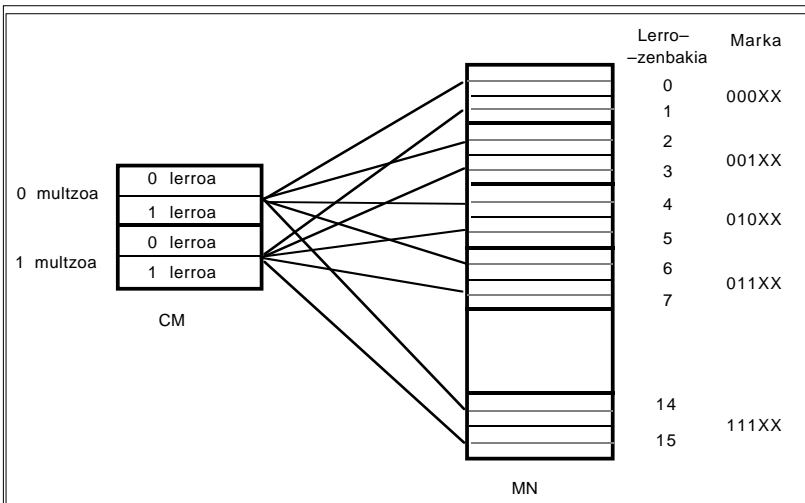 Lerro–
–zenbakia
Marka
0
000XX
1
2
001XX
3
4
010XX
5
6
011XX
7
14
111XX
15
0 multzoa
0 lerroa
1 lerroa
1 multzoa
0 lerroa
1 lerroa
CM
MN